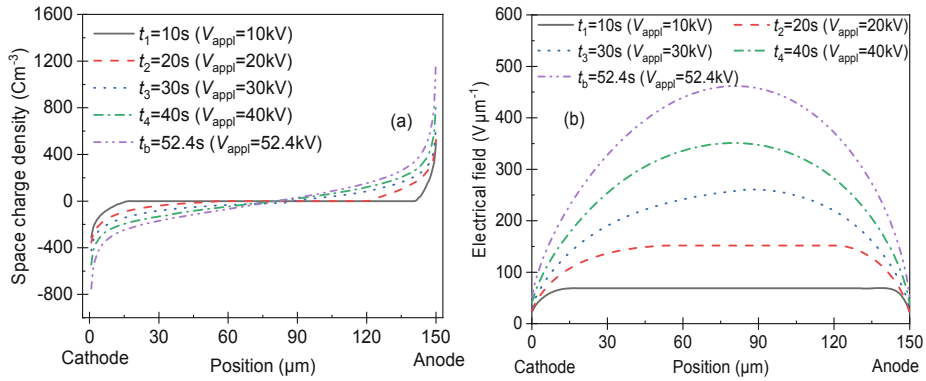 1600
1200
800
400
0
-400
-800
Space charge density (Cm⁻³)
t₁=10s (Vappl=10kV)
t₂=20s (Vappl=20kV)
t₃=30s (Vappl=30kV)
t₄=40s (Vappl=40kV)
t_b=52.4s (Vappl=52.4kV)
(a)
0 30 60 90 120 150
Cathode Position (μm) Anode
600
500
400
300
200
100
0
Electrical field (V μm⁻¹)
t₁=10s (Vappl=10kV) t₂=20s (Vappl=20kV)
t₃=30s (Vappl=30kV) t₄=40s (Vappl=40kV)
t_b=52.4s (Vappl=52.4kV)
(b)
0 30 60 90 120 150
Cathode Position (μm) Anode